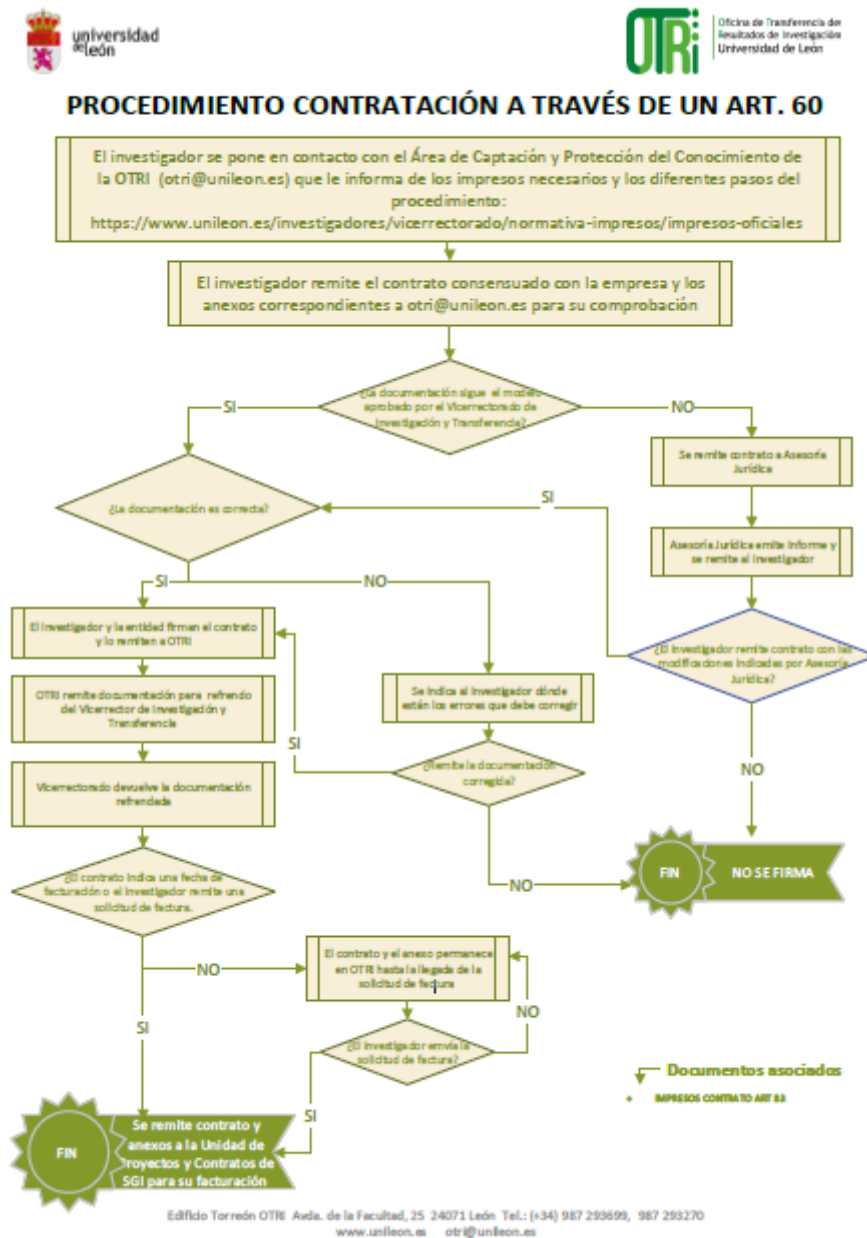 universidad
de león
OTRi
Oficina de Transferencia de
Resultados de Investigación
Universidad de León
PROCEDIMIENTO CONTRATACIÓN A TRAVÉS DE UN ART. 60
El investigador se pone en contacto con el Área de Captación y Protección del Conocimiento de
la OTRI (otri@unileon.es) que le informa de los impresos necesarios y los diferentes pasos del
procedimiento:
https://www.unileon.es/investigadores/vicerrectorado/normativa-impresos/impresos-oficiales
El investigador remite el contrato consensuado con la empresa y los
anexos correspondientes a otri@unileon.es para su comprobación
¿La documentación sigue el modelo
aprobado por el Vicerrectorado de
Investigación y Transferencia?
SI
NO
Se remite contrato a Asesoría
Jurídica
¿La documentación es correcta?
SI
Asesoría Jurídica emite Informe y
se remite al Investigador
SI
NO
El Investigador y la entidad firman el contrato
y lo remiten a OTRI
¿El Investigador remite contrato con las
modificaciones indicadas por Asesoría
Jurídica?
OTRI remite documentación para refrendo
del Vicerrector de Investigación y
Transferencia
Se indica al Investigador dónde
están los errores que debe corregir
SI
Vicerrectorado devuelve la documentación
refrendada
¿Remite la documentación
corregida?
NO
¿El contrato indica una fecha de
facturación o el Investigador remite una
solicitud de factura.
NO
FIN
NO SE FIRMA
El contrato y el anexo permanece
en OTRI hasta la llegada de la
solicitud de factura
NO
NO
SI
¿El Investigador emvía la
solicitud de factura?
Documentos asociados
IMPRESOS CONTRATO ART 83
SI
FIN
Se remite contrato y
anexos a la Unidad de
Proyectos y Contratos de
SGI para su facturación
Edificio Torreón OTRI Avda. de la Facultad, 25 24071 León Tel.: (+34) 987 293699, 987 293270
www.unileon.es otri@unileon.es